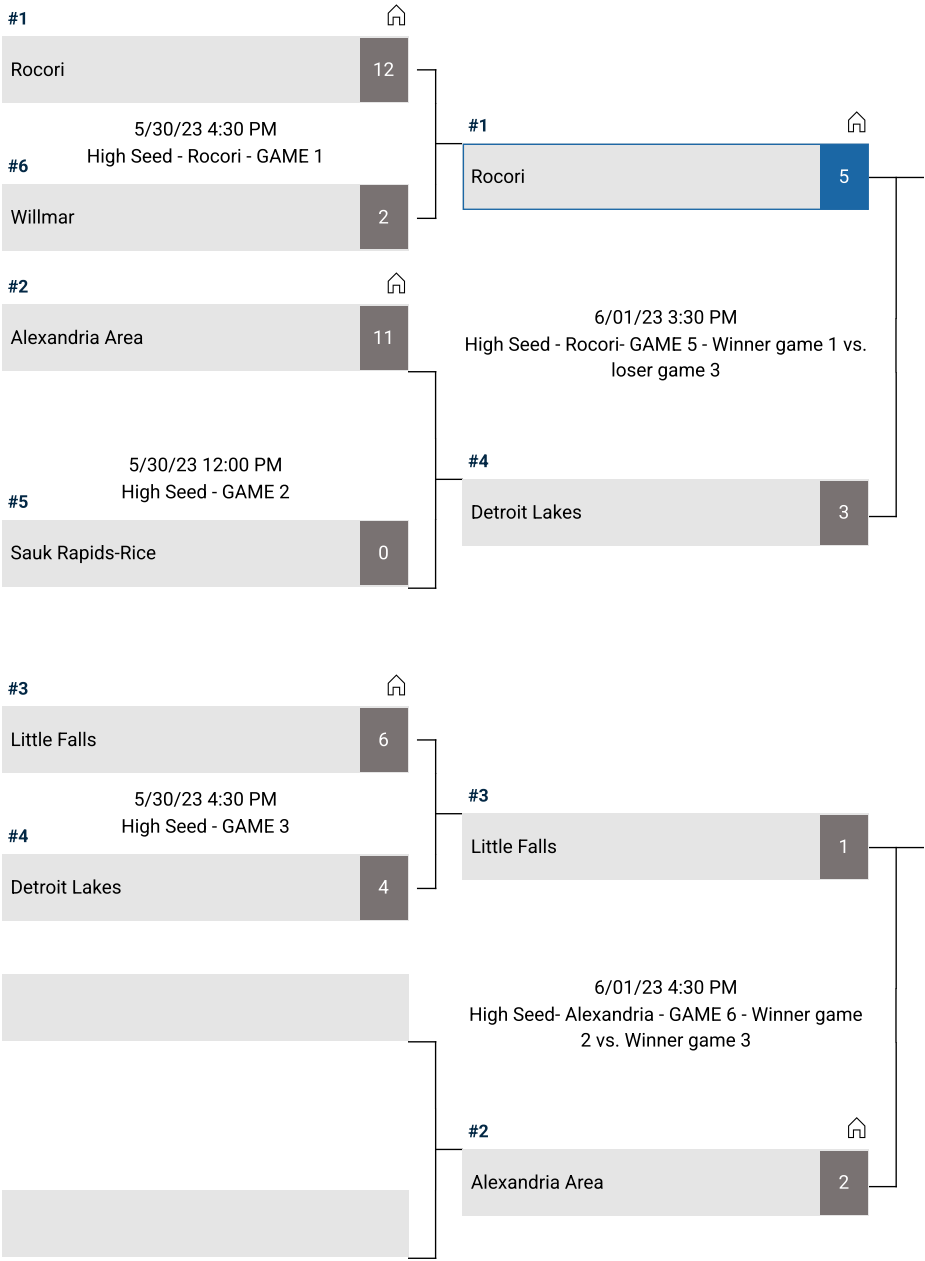 #1
Rocori
12
5/30/23 4:30 PM
High Seed - Rocori - GAME 1
#6
Willmar
2
#2
Alexandria Area
11
5/30/23 12:00 PM
High Seed - GAME 2
#5
Sauk Rapids-Rice
0
#3
Little Falls
6
5/30/23 4:30 PM
High Seed - GAME 3
#4
Detroit Lakes
4
#1
Rocori
5
6/01/23 3:30 PM
High Seed - Rocori- GAME 5 - Winner game 1 vs.
loser game 3
#4
Detroit Lakes
3
#3
Little Falls
1
6/01/23 4:30 PM
High Seed- Alexandria - GAME 6 - Winner game
2 vs. Winner game 3
#2
Alexandria Area
2